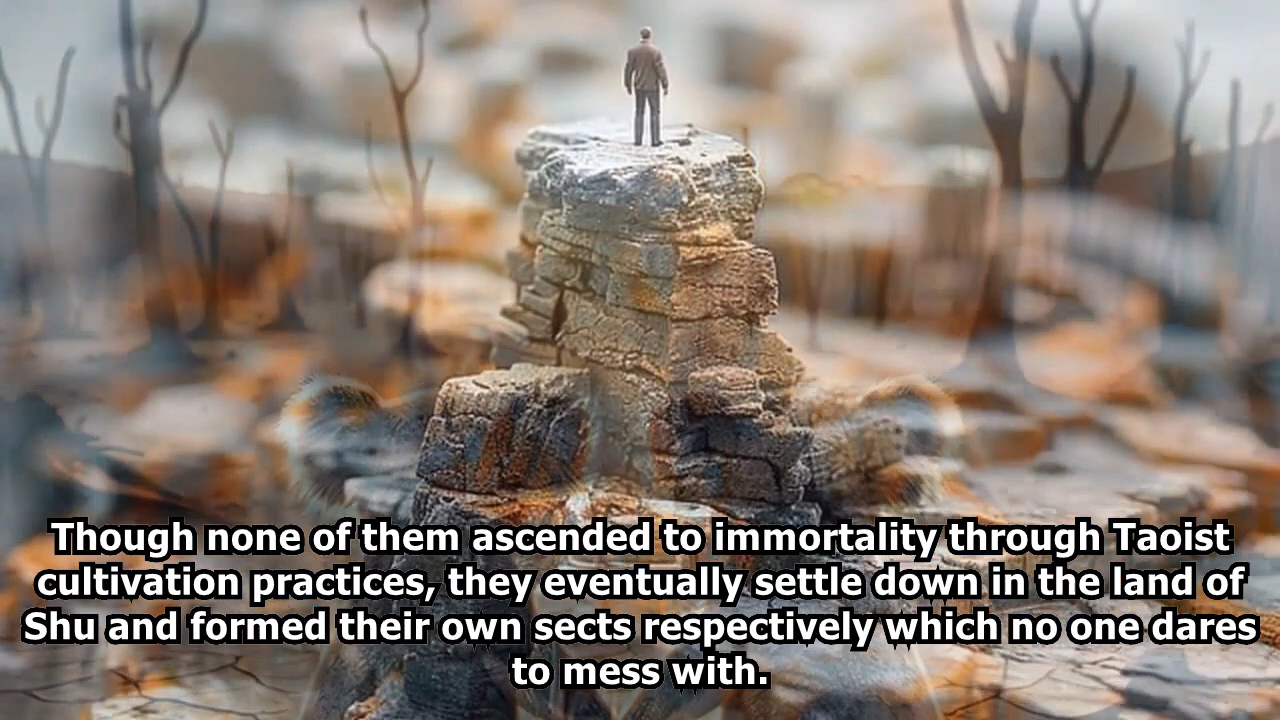 Though none of them ascended to immortality through Taoist
cultivation practices, they eventually settle down in the land of
Shu and formed their own sects respectively which no one dares
to mess with.